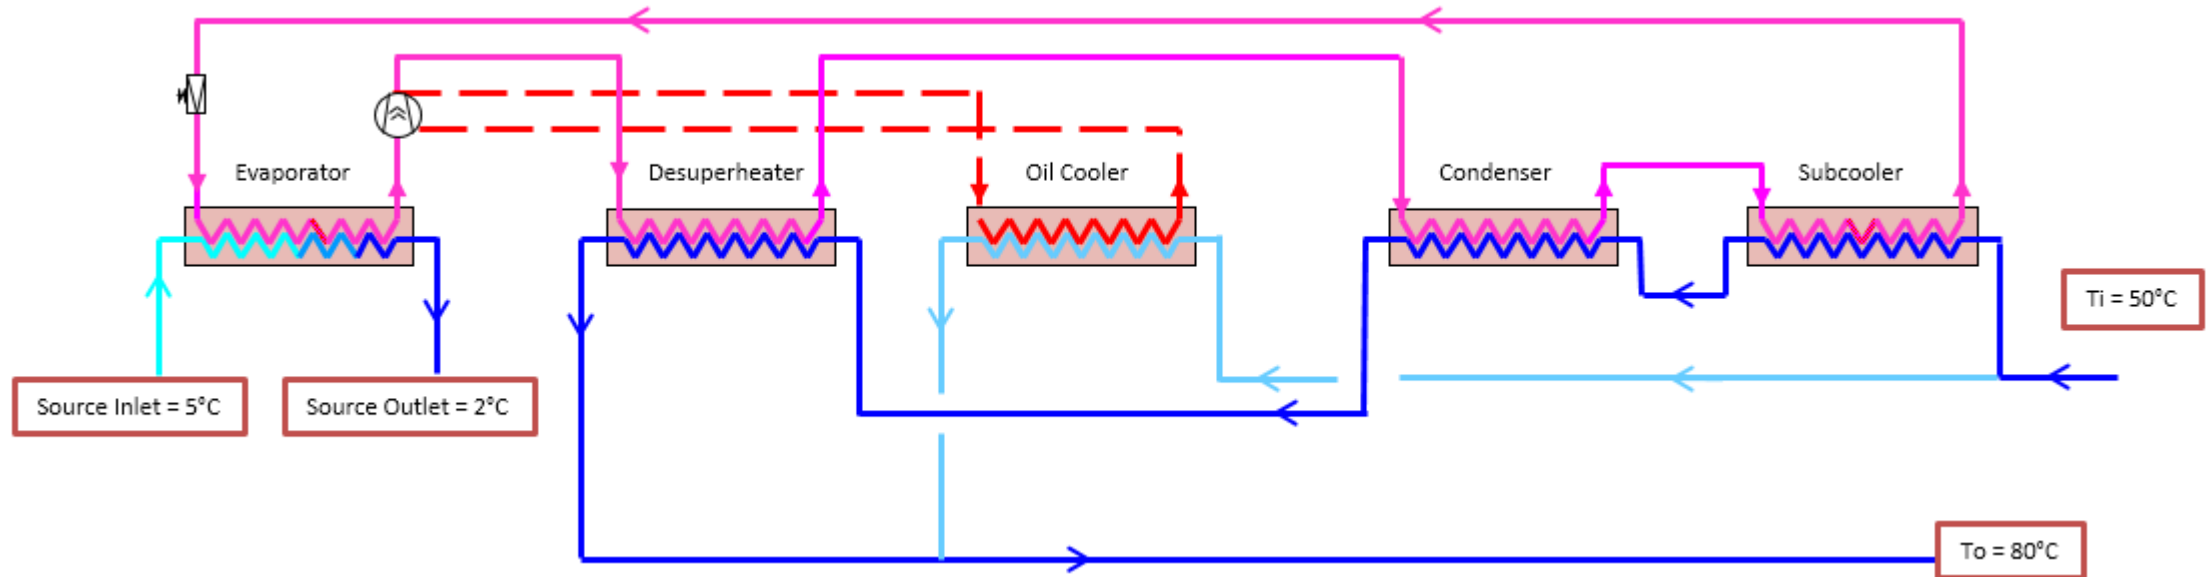 Evaporator
Desuperheater
Oil Cooler
Condenser
Subcooler
Ti = 50°C
Source Inlet = 5°C
Source Outlet = 2°C
To = 80°C